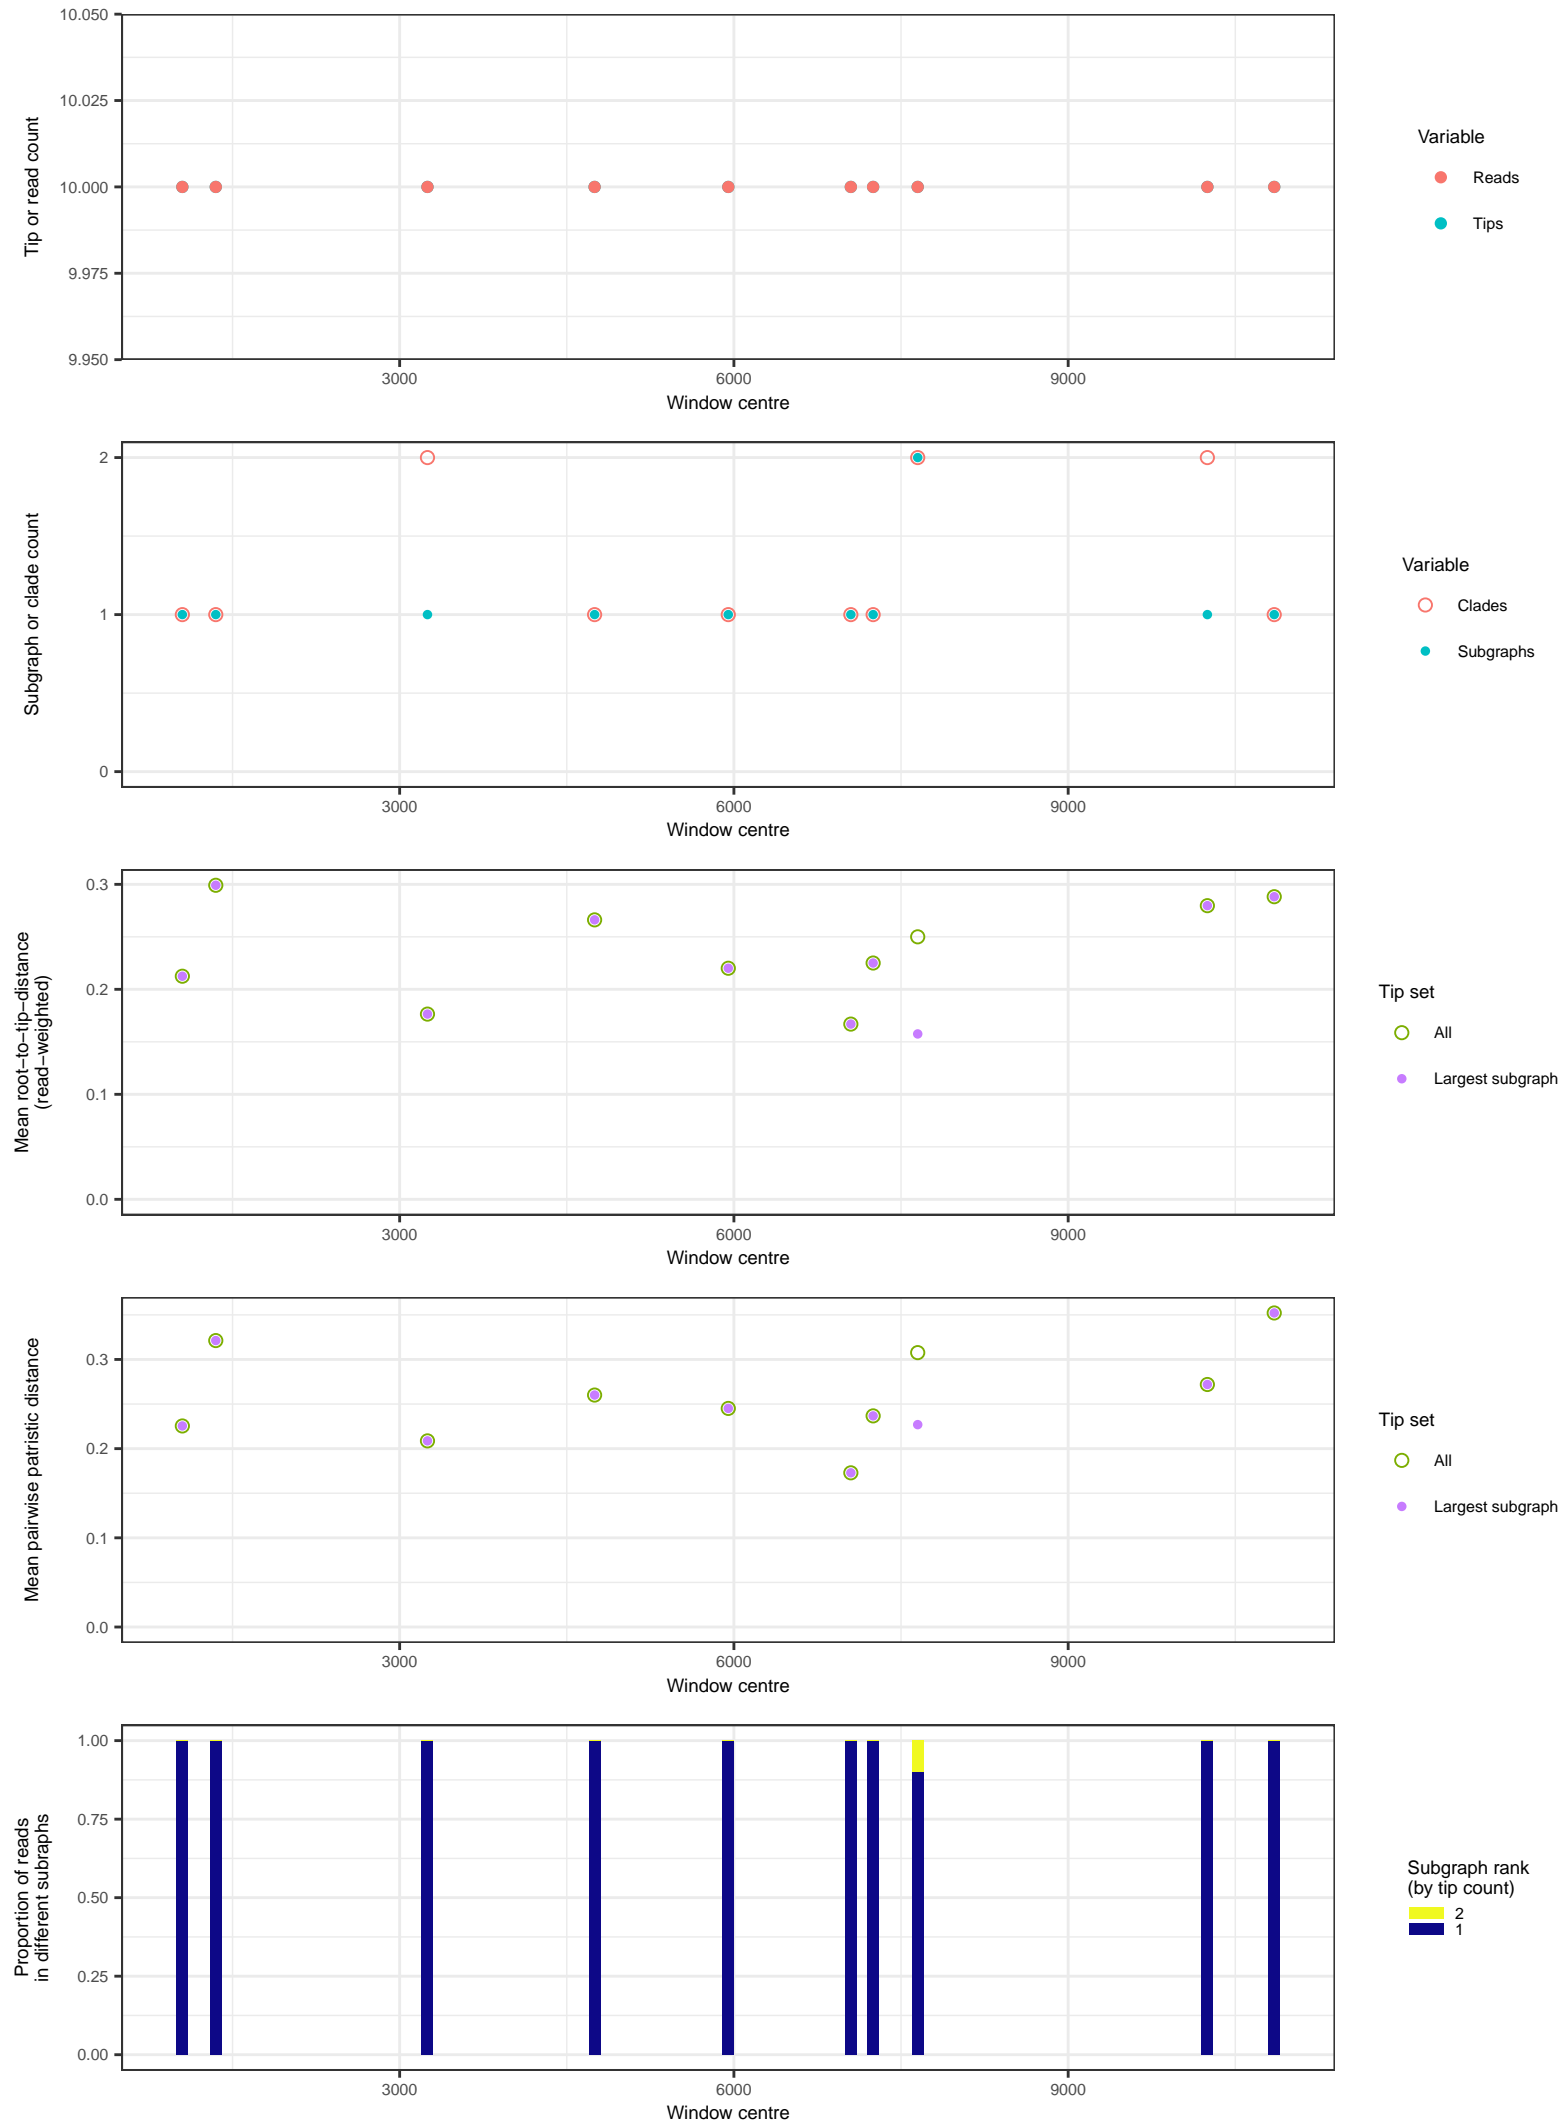 10.050
10.025
10.000
9.975
9.950
Tip or read count
3000
6000
9000
Window centre
Variable
Reads
Tips
2
1
0
Subgraph or clade count
3000
6000
9000
Window centre
Variable
Clades
Subgraphs
0.3
0.2
0.1
0.0
Mean root−to−tip−distance
(read−weighted)
3000
6000
9000
Window centre
Tip set
All
Largest subgraph
0.3
0.2
0.1
0.0
Mean pairwise patristic distance
3000
6000
9000
Window centre
Tip set
All
Largest subgraph
1.00
0.75
0.50
0.25
0.00
Proportion of reads
in different subraphs
3000
6000
9000
Window centre
Subgraph rank
(by tip count)
2
1